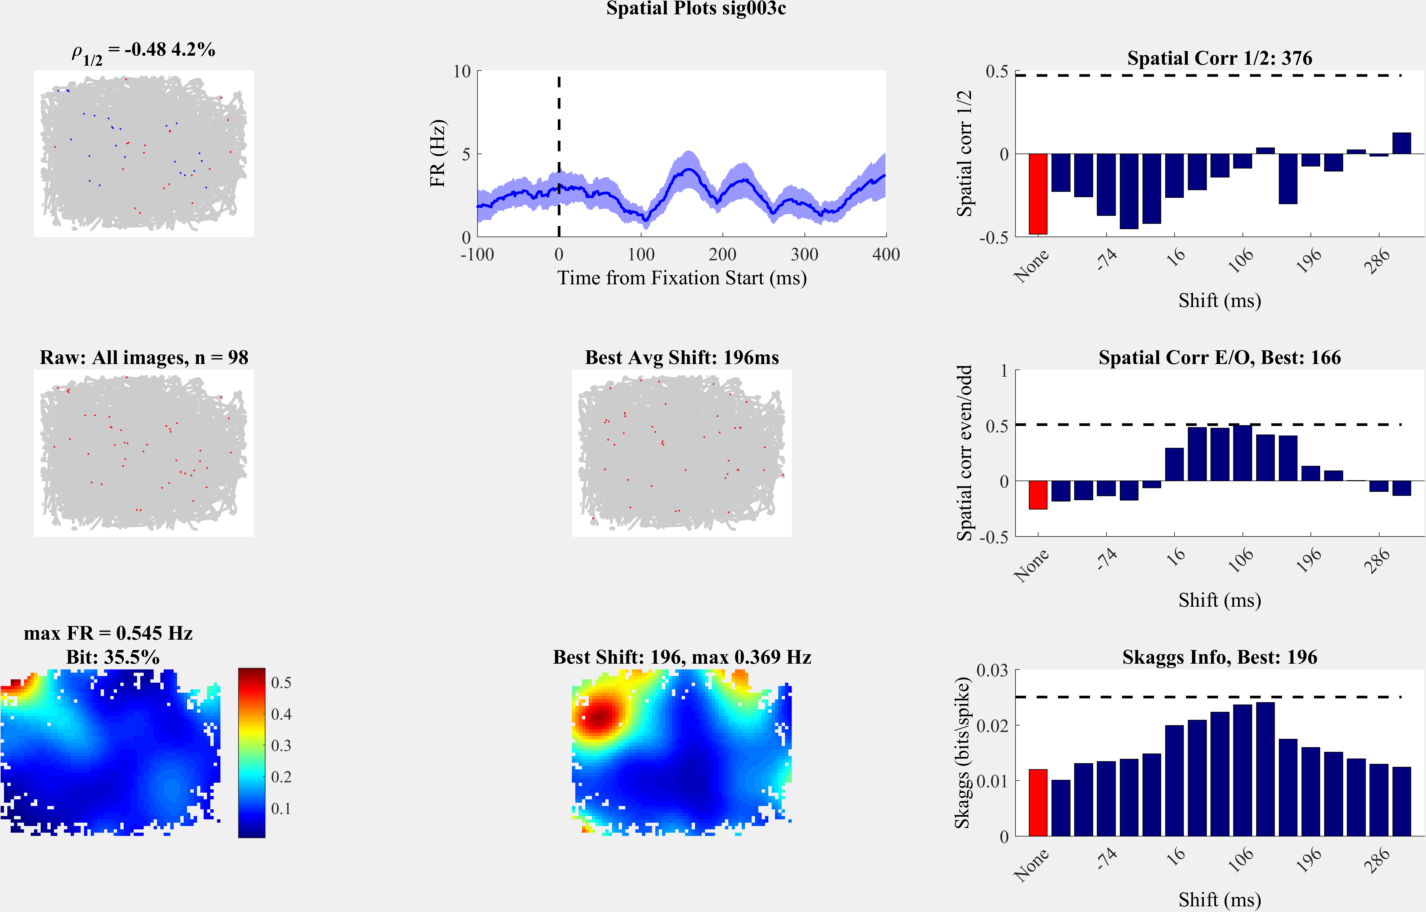 Spatial Plots sig003c
ρ1/2 = -0.48 4.2%
10
5
0
FR (Hz)
-100
0
100
200
300
400
Time from Fixation Start (ms)
Spatial Corr 1/2: 376
0.5
0
-0.5
Spatial corr 1/2
None
-74
16
106
196
286
Shift (ms)
Raw: All images, n = 98
Best Avg Shift: 196ms
Spatial Corr E/O, Best: 166
1
0.5
0
-0.5
Spatial corr even/odd
None
-74
16
106
196
286
Shift (ms)
max FR = 0.545 Hz
Bit: 35.5%
0.5
0.4
0.3
0.2
0.1
Best Shift: 196, max 0.369 Hz
Skaggs Info, Best: 196
0.03
0.02
0.01
0
Skaggs (bits\spike)
None
-74
16
106
196
286
Shift (ms)